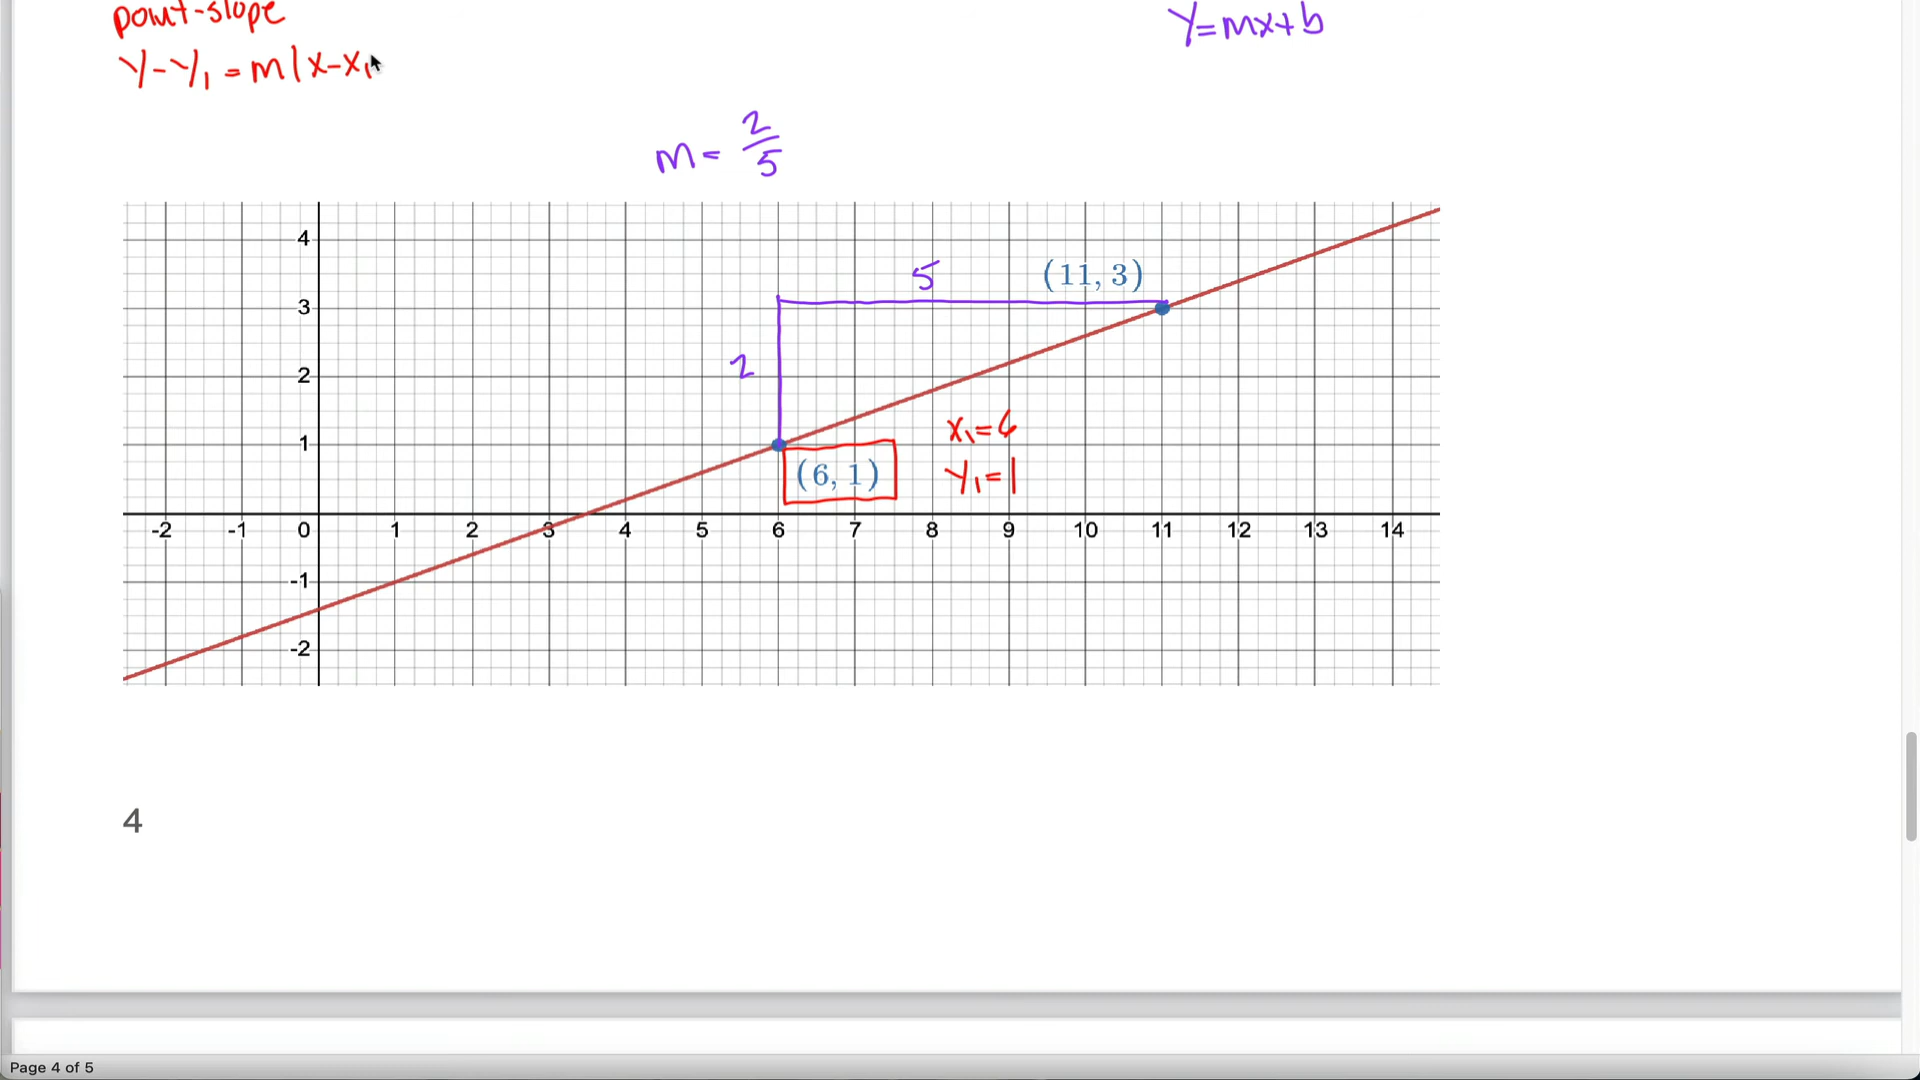 point-slope
y-y₁ = m(x-x₁
y=mx+b
m= 2/5
4
3
2
1
-1
-2
5
(11, 3)
2
x₁=6
y₁=1
(6, 1)
-2 -1 0 1 2 3 4 5 6 7 8 9 10 11 12 13 14
4
Page 4 of 5